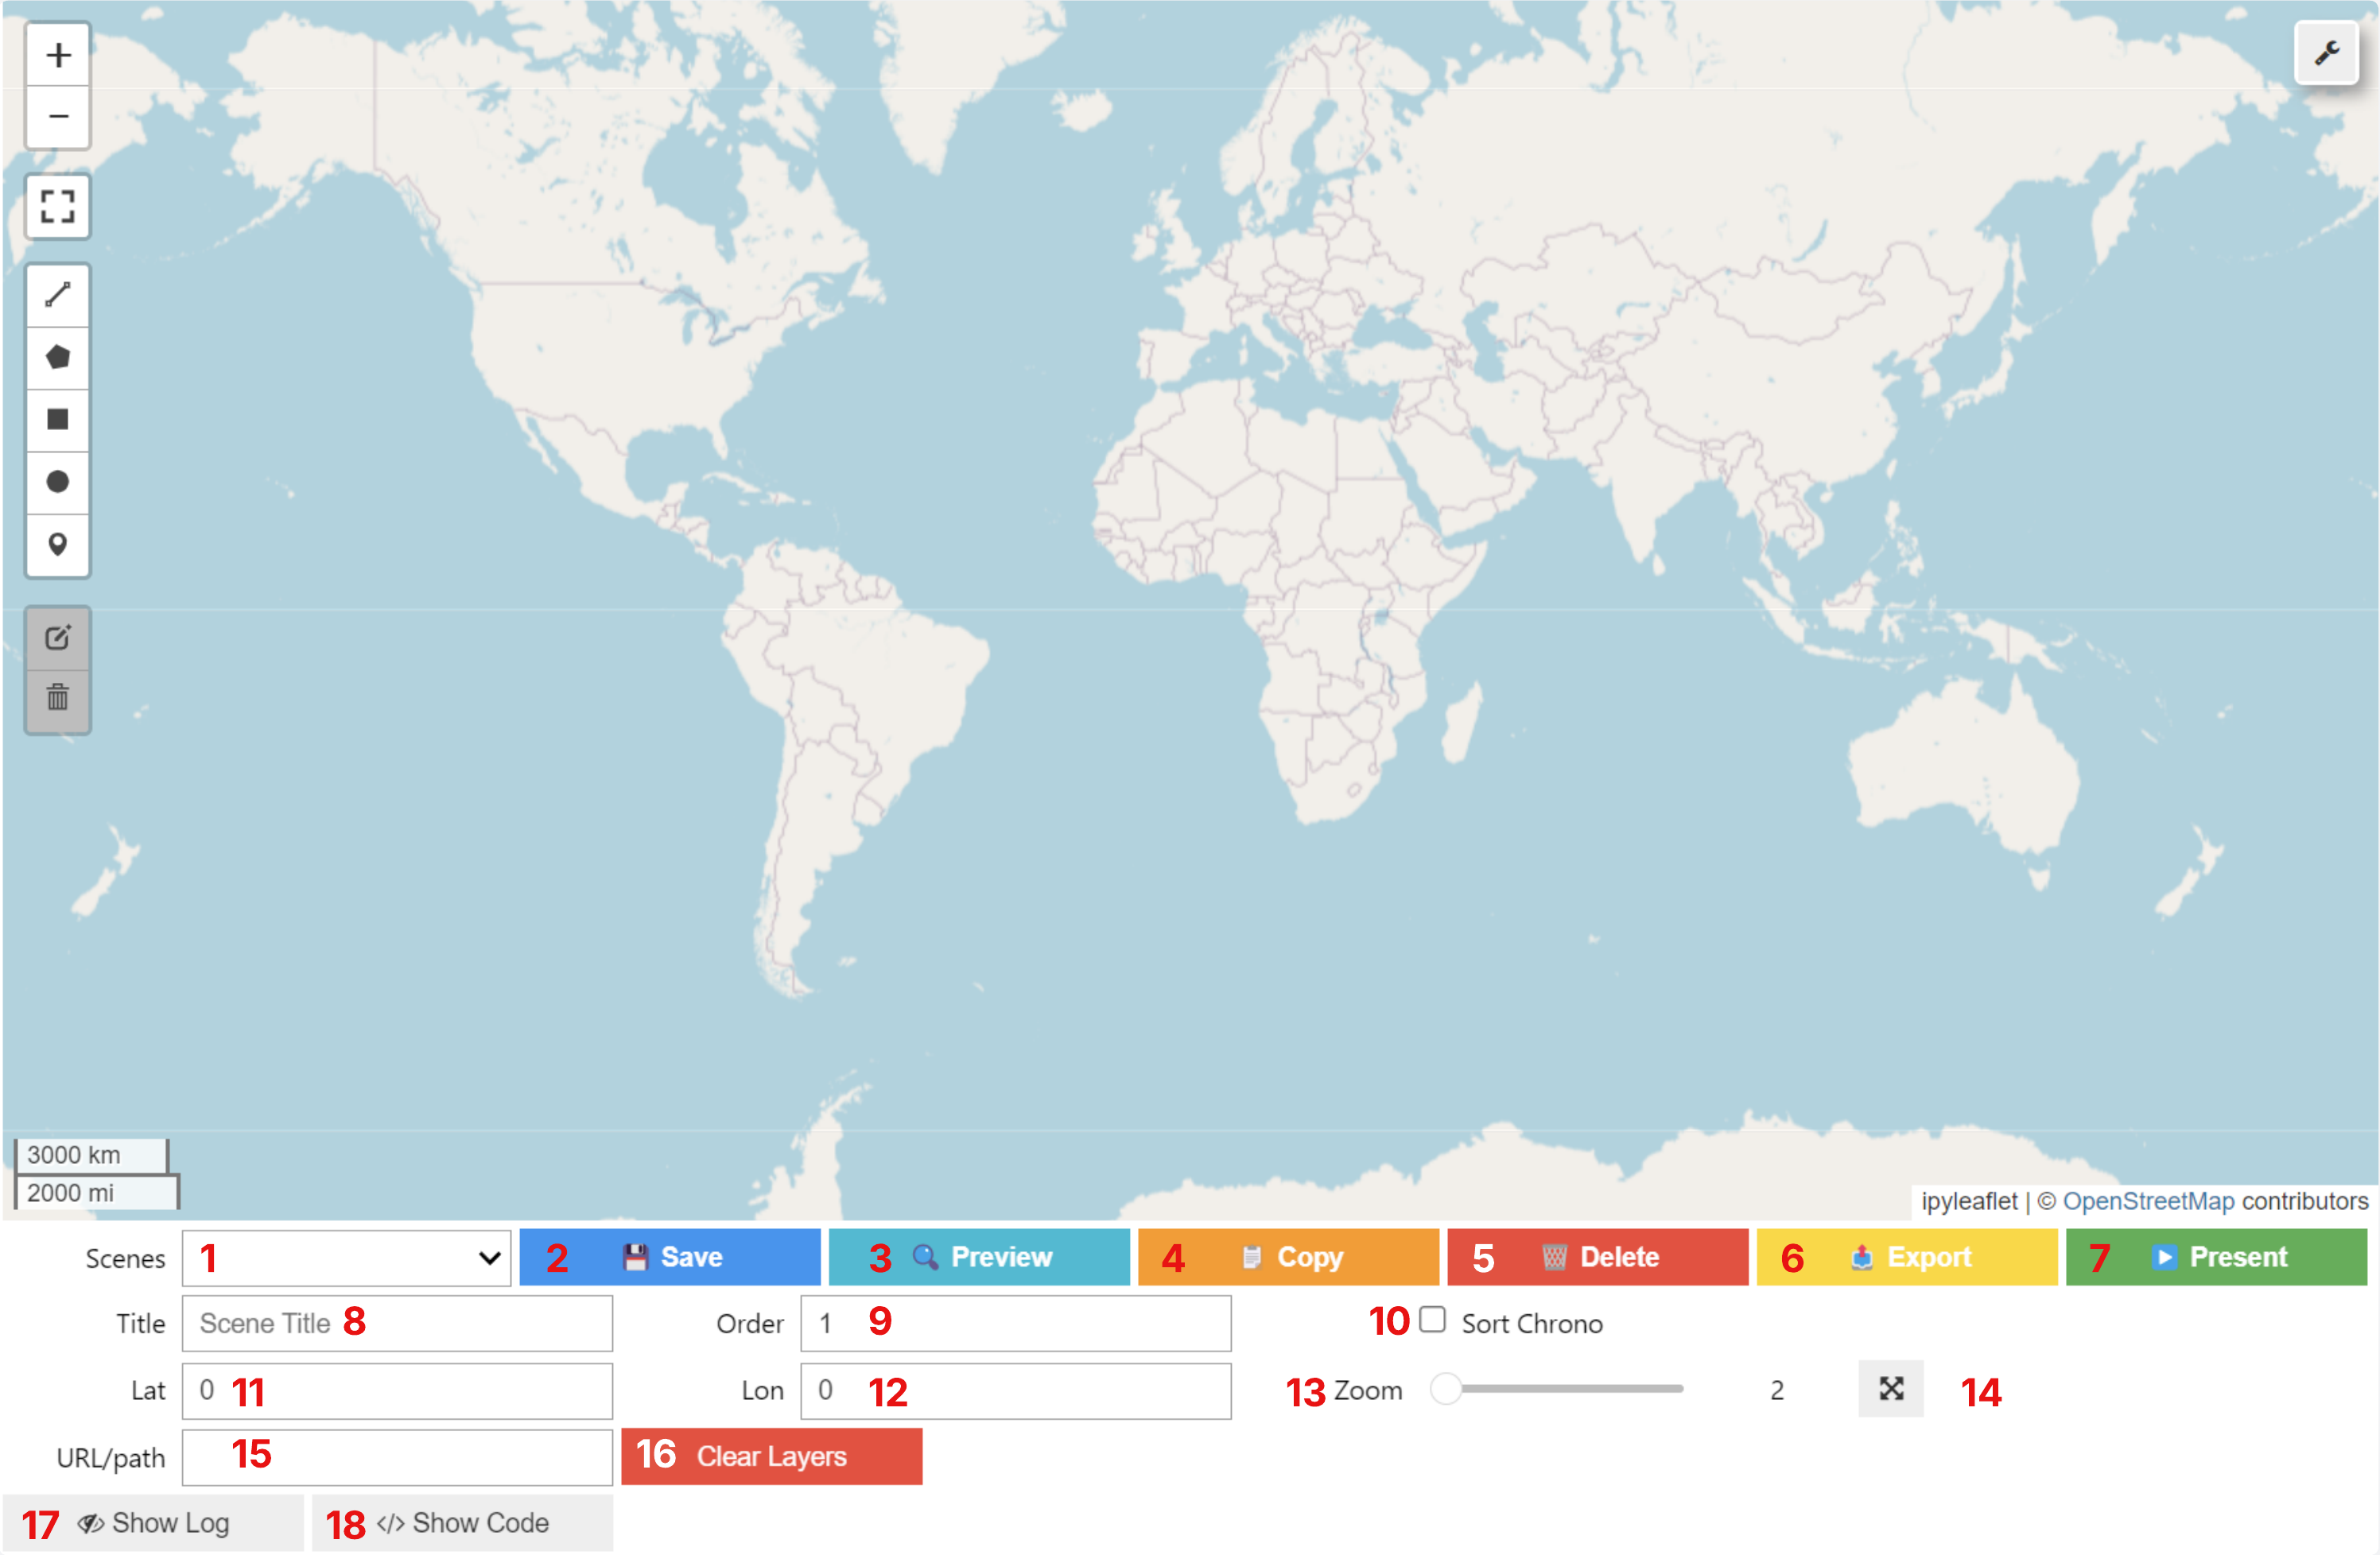 +
−
3000 km
2000 mi
ipyleaflet | © OpenStreetMap contributors
Scenes 1 2 Save 3 Preview 4 Copy 5 Delete 6 Export 7 Present
Title Scene Title 8 Order 1 9 10 Sort Chrono
Lat 0 11 Lon 0 12 13 Zoom 2 14
URL/path 15 16 Clear Layers
17 Show Log 18 </> Show Code